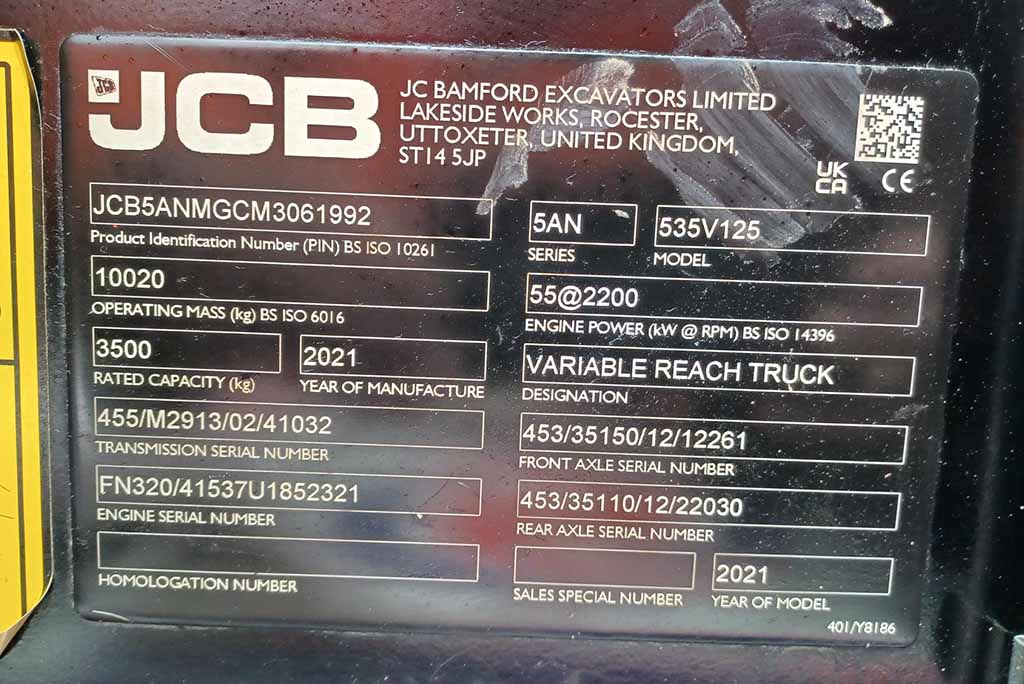 JCB
JC BAMFORD EXCAVATORS LIMITED
LAKESIDE WORKS, ROCESTER,
UTTOXETER, UNITED KINGDOM,
ST14 5JP
UK
CA
CE
JCB5ANMGCM3061992
Product Identification Number (PIN) BS ISO 10261
5AN
SERIES
535V125
MODEL
10020
OPERATING MASS (kg) BS ISO 6016
55@2200
ENGINE POWER (kW @ RPM) BS ISO 14396
3500
RATED CAPACITY (kg)
2021
YEAR OF MANUFACTURE
VARIABLE REACH TRUCK
DESIGNATION
455/M2913/02/41032
TRANSMISSION SERIAL NUMBER
453/35150/12/12261
FRONT AXLE SERIAL NUMBER
FN320/41537U1852321
ENGINE SERIAL NUMBER
453/35110/12/22030
REAR AXLE SERIAL NUMBER
HOMOLOGATION NUMBER
SALES SPECIAL NUMBER
2021
YEAR OF MODEL
401/Y8186